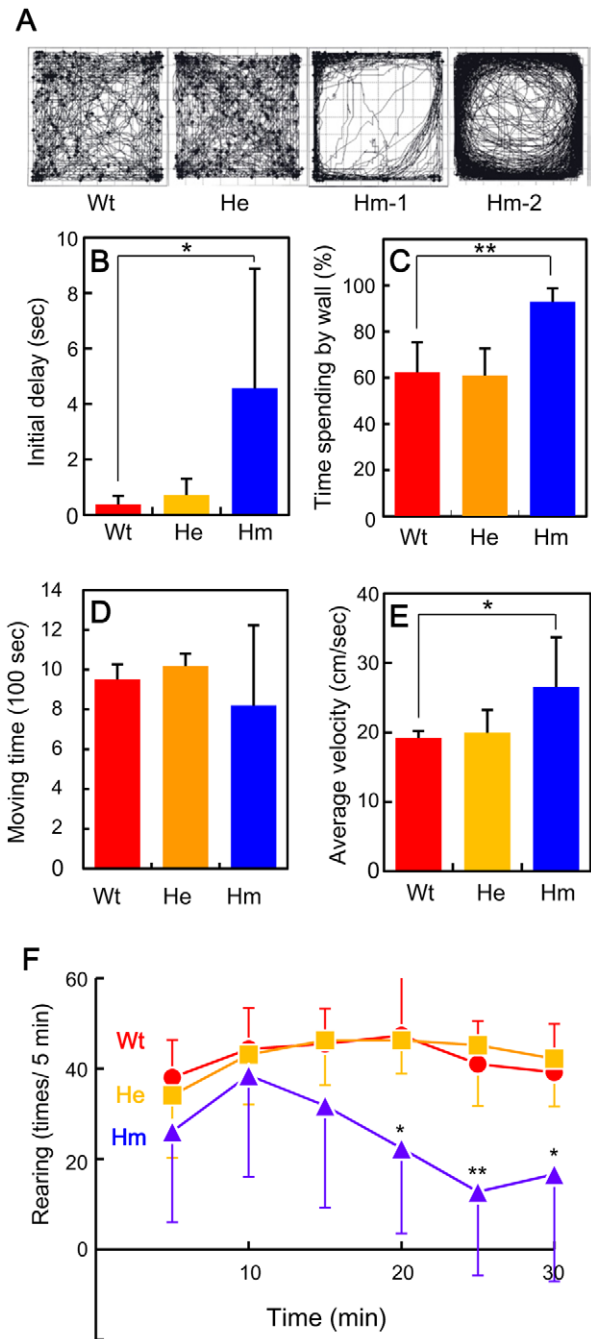 A
Wt He Hm-1 Hm-2
B
*
Initial delay (sec)
10
8
6
4
2
0
Wt He Hm
C
**
Time spending by wall (%)
100
80
60
40
20
0
Wt He Hm
D
Moving time (100 sec)
14
12
10
8
6
4
2
0
Wt He Hm
E
*
Average velocity (cm/sec)
40
30
20
10
0
Wt He Hm
F
Rearing (times/ 5 min)
60
40
20
0
Wt
He
Hm
* ** *
10 20 30
Time (min)